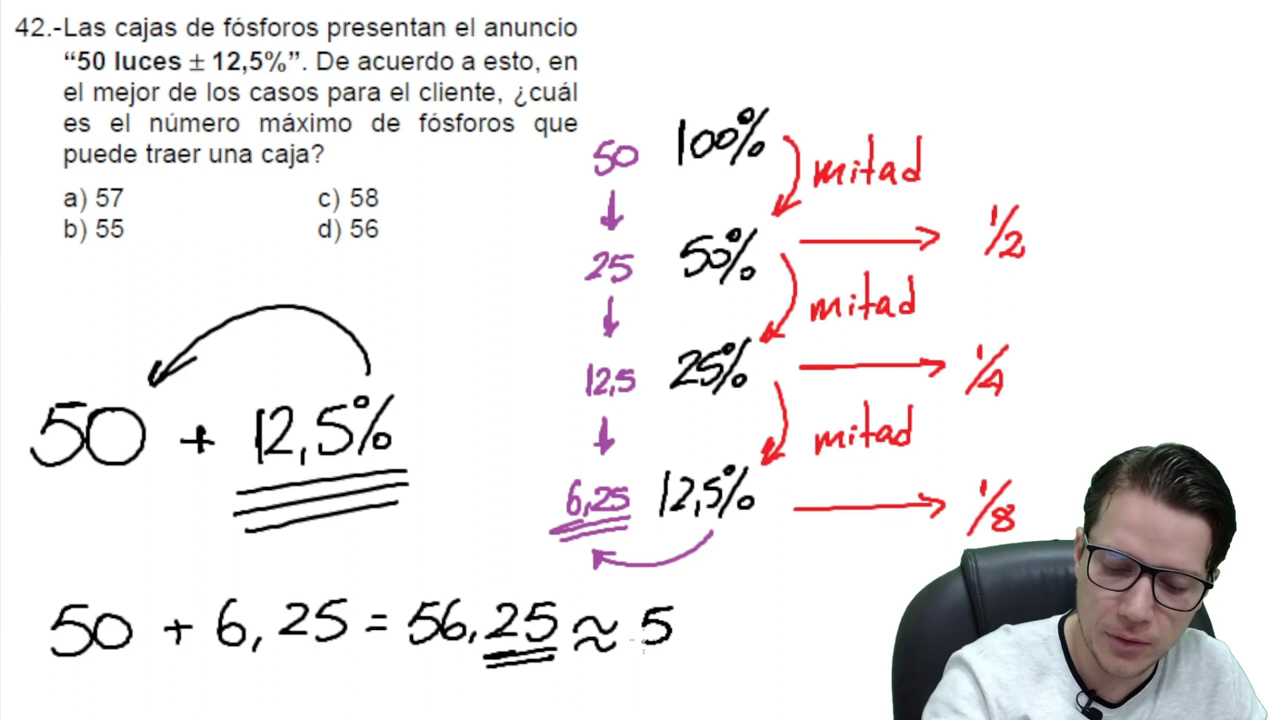 42.-Las cajas de fósforos presentan el anuncio
“50 luces ± 12,5%”. De acuerdo a esto, en
el mejor de los casos para el cliente, ¿cuál
es el número máximo de fósforos que
puede traer una caja?
a) 57 c) 58
b) 55 d) 56
50 100%
mitad
25 50% 1/2
mitad
12,5 25% 1/4
mitad
6,25 12,5% 1/8
50 + 12,5%
50 + 6,25 = 56,25 ≈ 5